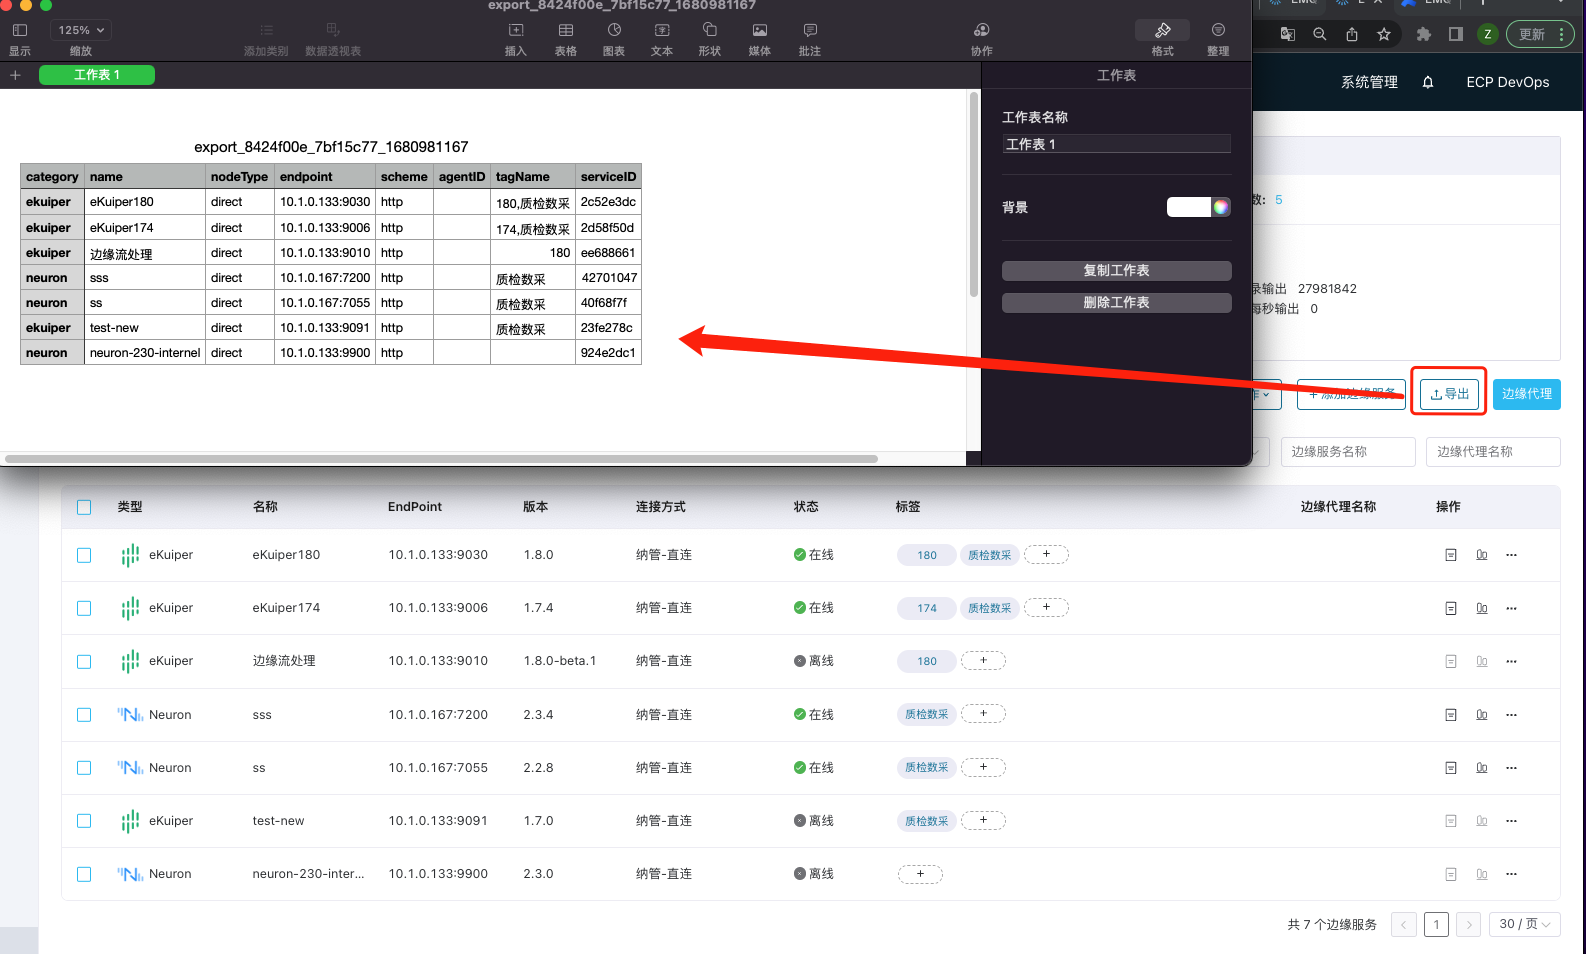 export_8424f00e_7bf15c77_1680981167
125%
显示
缩放
添加类别
数据透视表
插入
表格
图表
文本
形状
媒体
批注
协作
格式
整理
工作表 1
工作表
工作表名称
工作表 1
背景
复制工作表
删除工作表
export_8424f00e_7bf15c77_1680981167
category name nodeType endpoint scheme agentID tagName serviceID
ekuiper eKuiper180 direct 10.1.0.133:9030 http 180,质检数采 2c52e3dc
ekuiper eKuiper174 direct 10.1.0.133:9006 http 174,质检数采 2d58f50d
ekuiper 边缘流处理 direct 10.1.0.133:9010 http 180 ee688661
neuron sss direct 10.1.0.167:7200 http 质检数采 42701047
neuron ss direct 10.1.0.167:7055 http 质检数采 40f68f7f
ekuiper test-new direct 10.1.0.133:9091 http 质检数采 23fe278c
neuron neuron-230-internel direct 10.1.0.133:9900 http 924e2dc1
Z
更新
系统管理
ECP DevOps
数: 5
录输出 27981842
每秒输出 0
作
+ 添加边缘服务
导出
边缘代理
边缘服务名称
边缘代理名称
类型 名称 EndPoint 版本 连接方式 状态 标签 边缘代理名称 操作
eKuiper eKuiper180 10.1.0.133:9030 1.8.0 纳管-直连 在线 180 质检数采 + ...
eKuiper eKuiper174 10.1.0.133:9006 1.7.4 纳管-直连 在线 174 质检数采 + ...
eKuiper 边缘流处理 10.1.0.133:9010 1.8.0-beta.1 纳管-直连 离线 180 + ...
Neuron sss 10.1.0.167:7200 2.3.4 纳管-直连 在线 质检数采 + ...
Neuron ss 10.1.0.167:7055 2.2.8 纳管-直连 在线 质检数采 + ...
eKuiper test-new 10.1.0.133:9091 1.7.0 纳管-直连 离线 质检数采 + ...
Neuron neuron-230-inter... 10.1.0.133:9900 2.3.0 纳管-直连 离线 + ...
共 7 个边缘服务 < 1 > 30 / 页